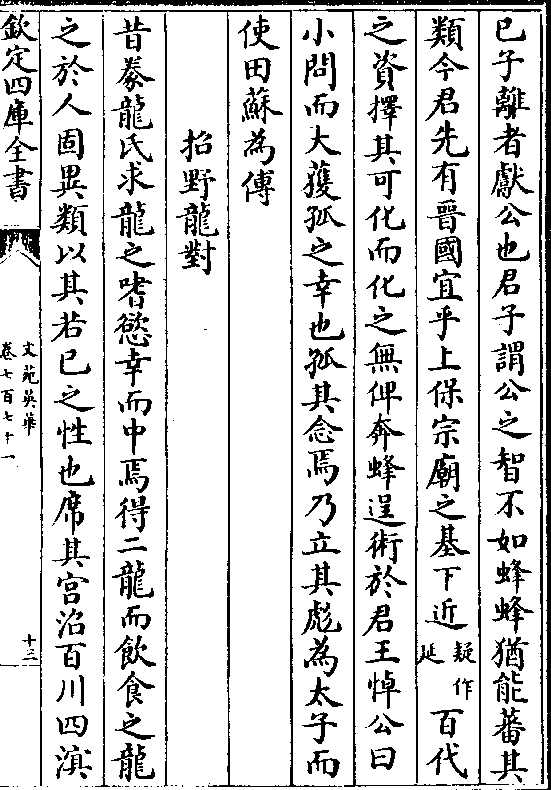 已子離者獻公也君子謂公之智不如蜂蜂猶能蕃其
類今君先有晉國宜乎上保宗廟之基下近疑作延百代
之資擇其可化而化之無俾奔蜂逞術於君王悼公曰
小問而大獲孤之幸也孤其念焉乃立其彪為太子而
使田蘇為傅
招野龍對
昔豢龍氏求龍之嗜慾幸而中焉得二龍而飲食之龍
之於人固異類以其若已之性也席其宫沼百川四溟
欽定四庫全書
文苑英華
卷七百七十一
十三